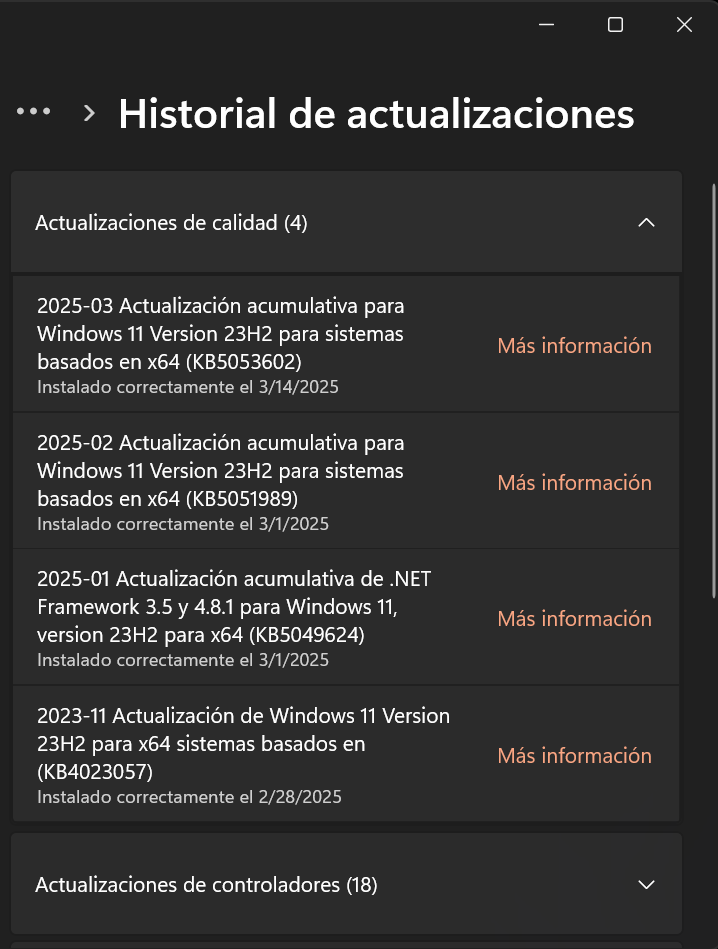 Historial de actualizaciones
Actualizaciones de calidad (4)
2025-03 Actualización acumulativa para
Windows 11 Version 23H2 para sistemas
basados en x64 (KB5053602)
Instalado correctamente el 3/14/2025
Más información
2025-02 Actualización acumulativa para
Windows 11 Version 23H2 para sistemas
basados en x64 (KB5051989)
Instalado correctamente el 3/1/2025
Más información
2025-01 Actualización acumulativa de .NET
Framework 3.5 y 4.8.1 para Windows 11,
version 23H2 para x64 (KB5049624)
Instalado correctamente el 3/1/2025
Más información
2023-11 Actualización de Windows 11 Version
23H2 para x64 sistemas basados en
(KB4023057)
Instalado correctamente el 2/28/2025
Más información
Actualizaciones de controladores (18)